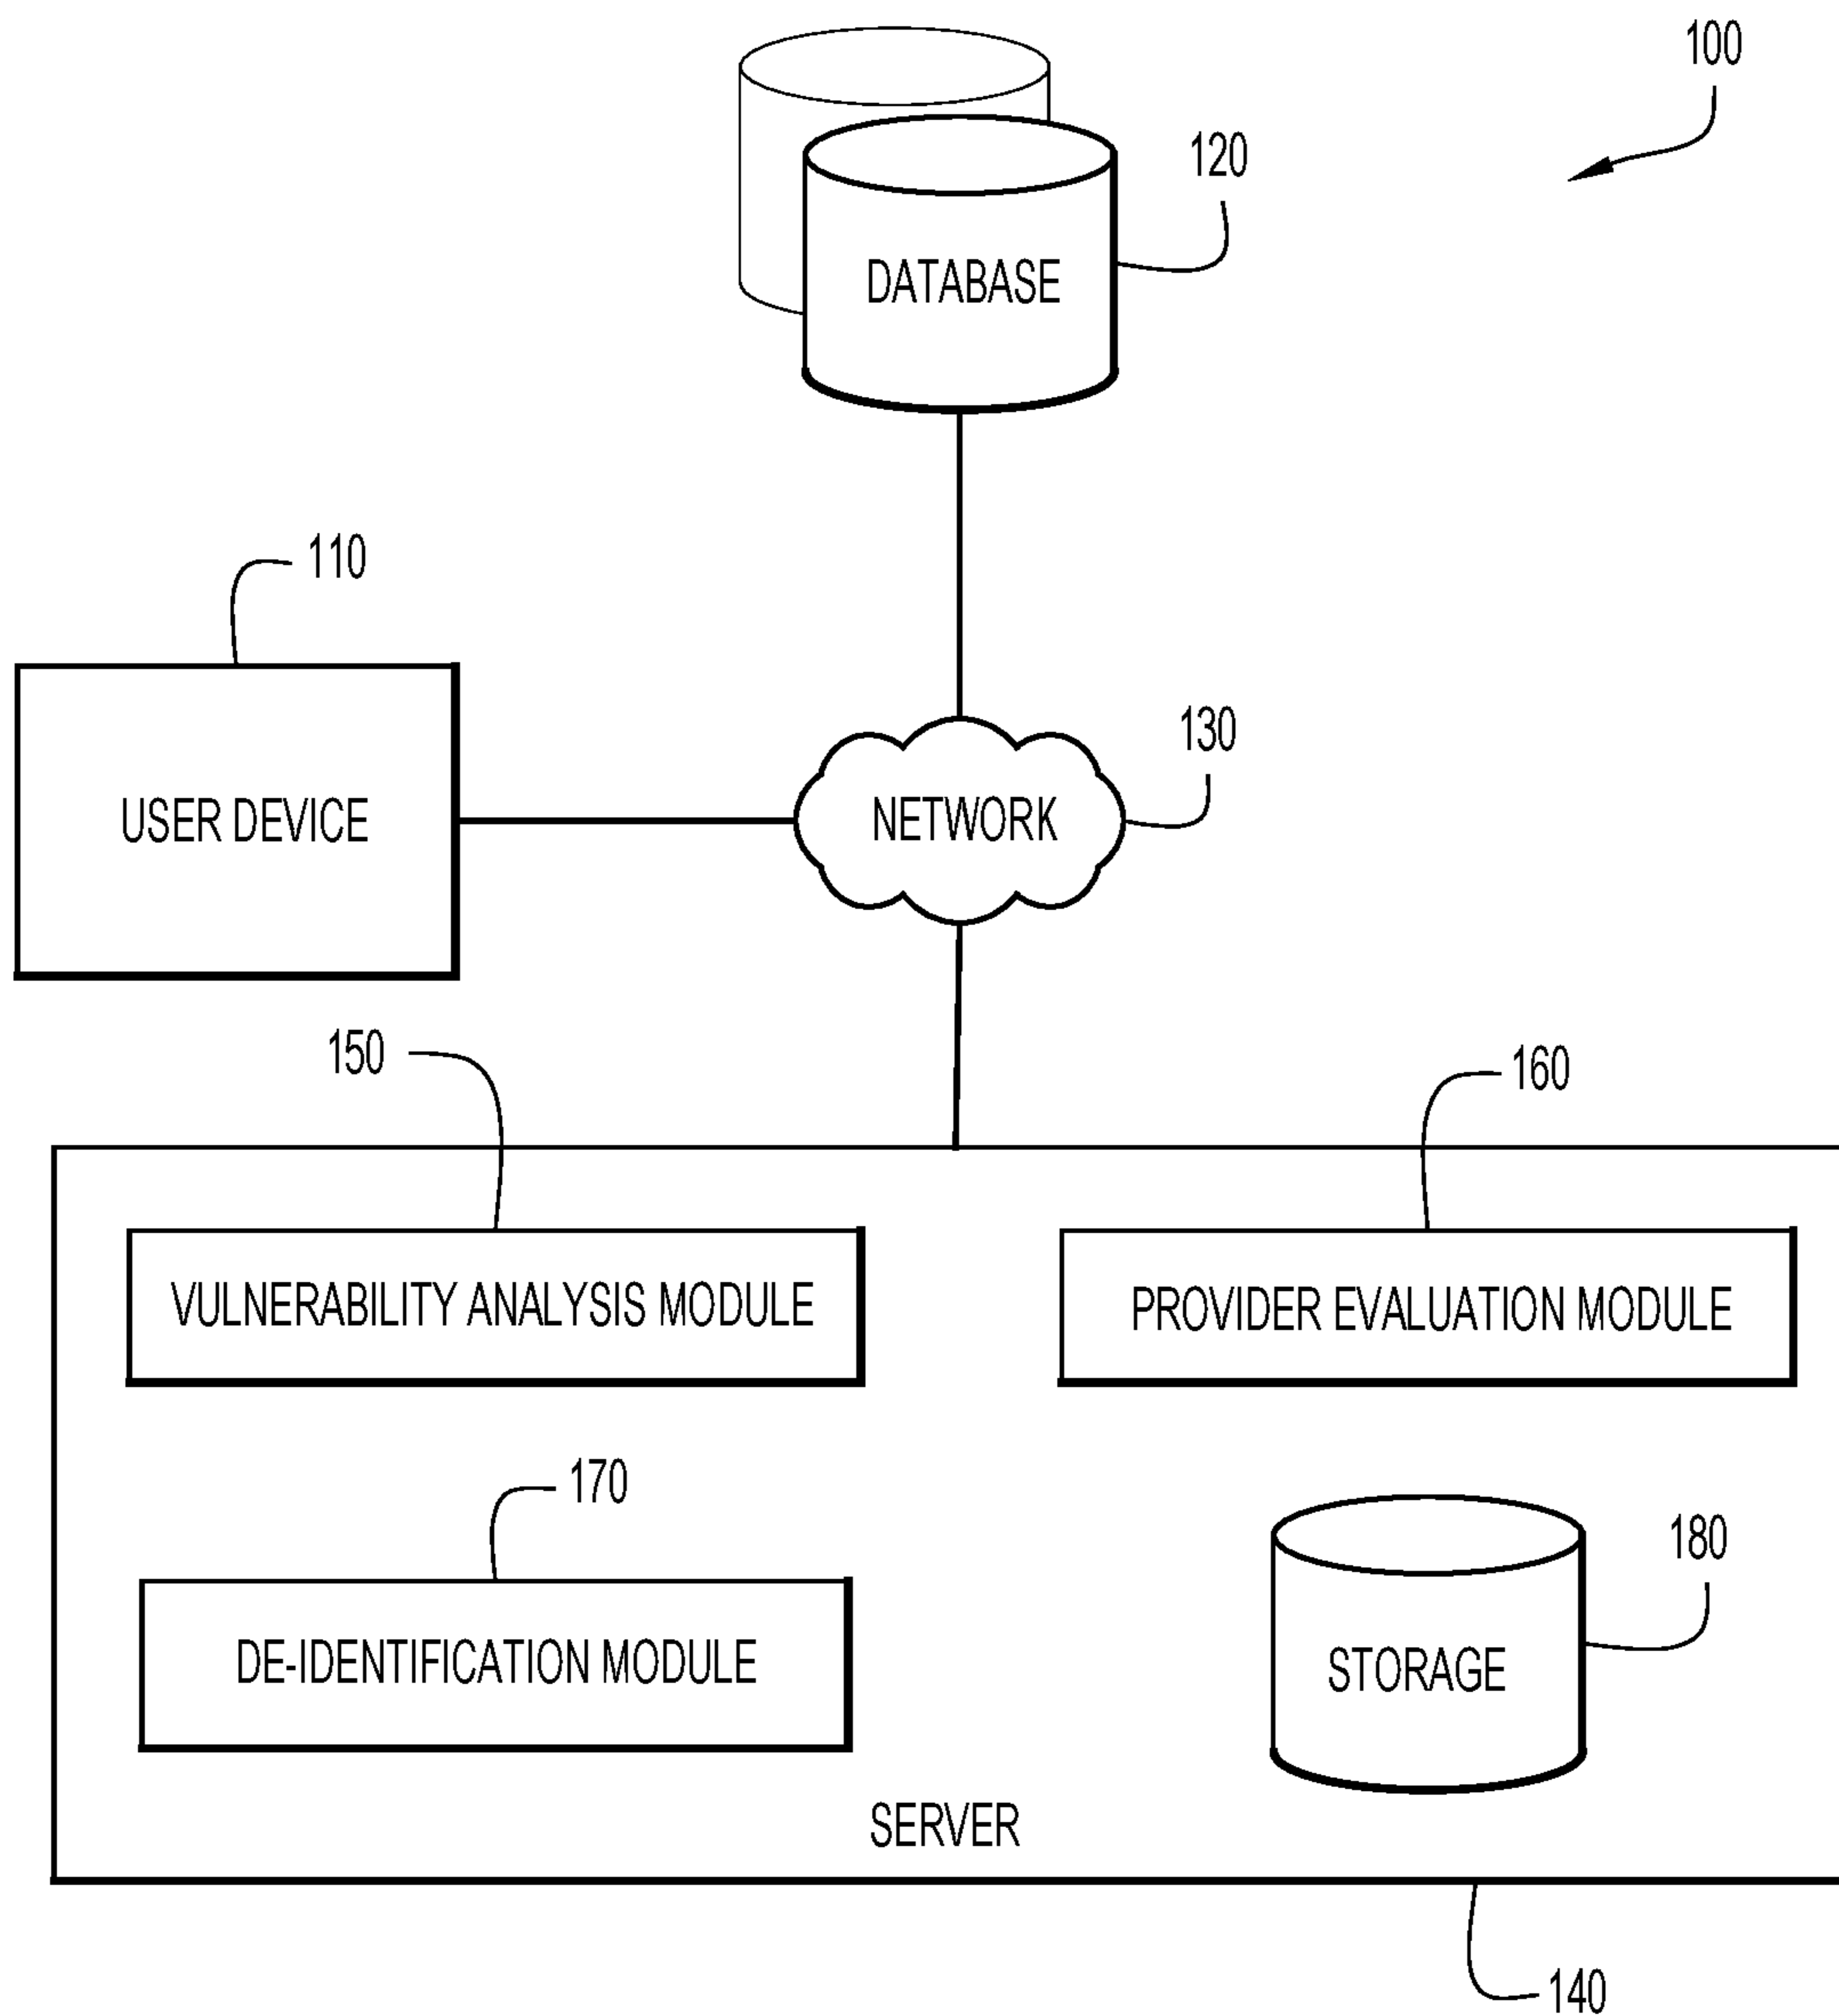 100
120
DATABASE
110
130
USER DEVICE
NETWORK
150
160
VULNERABILITY ANALYSIS MODULE
PROVIDER EVALUATION MODULE
170
180
DE-IDENTIFICATION MODULE
STORAGE
SERVER
140